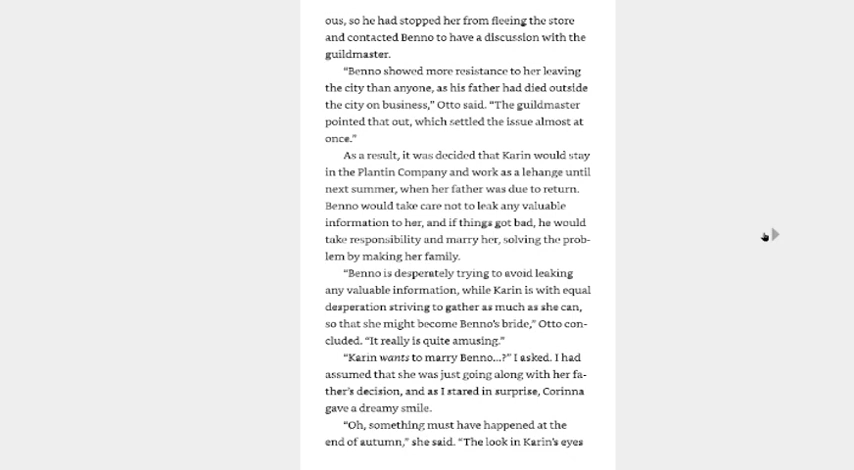 ous, so he had stopped her from fleeing the store
and contacted Benno to have a discussion with the
guildmaster.
“Benno showed more resistance to her leaving
the city than anyone, as his father had died outside
the city on business,” Otto said. “The guildmaster
pointed that out, which settled the issue almost at
once.”
As a result, it was decided that Karin would stay
in the Plantin Company and work as a lehange until
next summer, when her father was due to return.
Benno would take care not to leak any valuable
information to her, and if things got bad, he would
take responsibility and marry her, solving the prob-
lem by making her family.
“Benno is desperately trying to avoid leaking
any valuable information, while Karin is with equal
desperation striving to gather as much as she can,
so that she might become Benno’s bride,” Otto con-
cluded. “It really is quite amusing.”
“Karin wants to marry Benno...?” I asked. I had
assumed that she was just going along with her fa-
ther’s decision, and as I stared in surprise, Corinna
gave a dreamy smile.
“Oh, something must have happened at the
end of autumn,” she said. “The look in Karin’s eyes